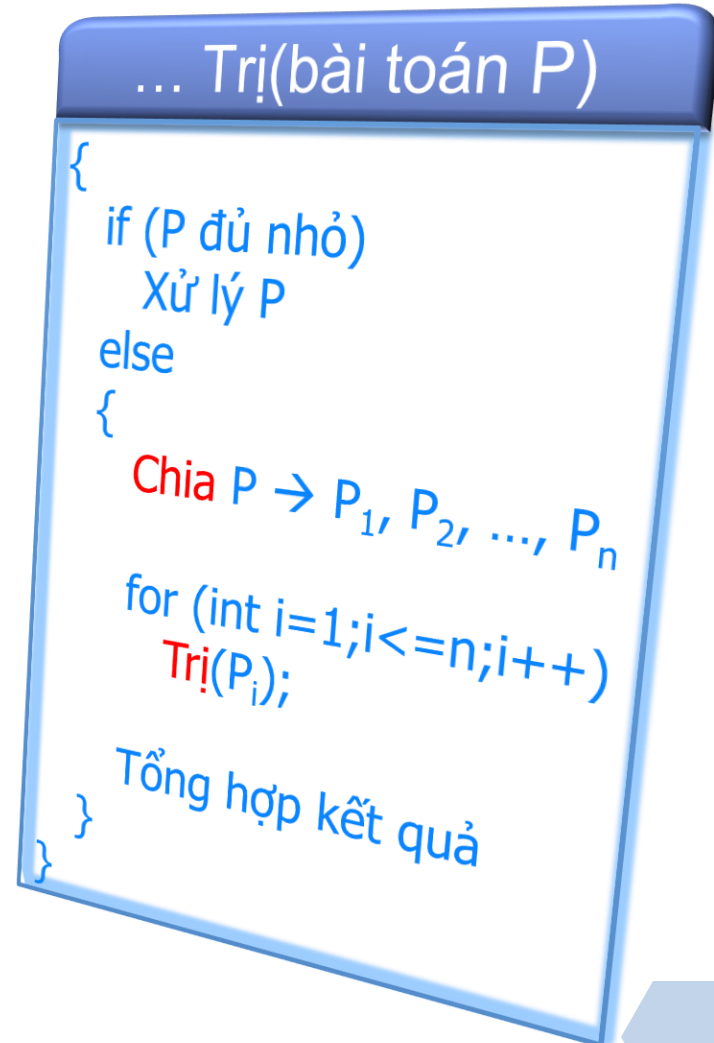 ... Trị(bài toán P)
{
if (P đủ nhỏ)
Xử lý P
else
{
Chia P → P₁, P₂, ..., Pₙ
for (int i=1;i<=n;i++)
Trị(Pᵢ);
Tổng hợp kết quả
}
}